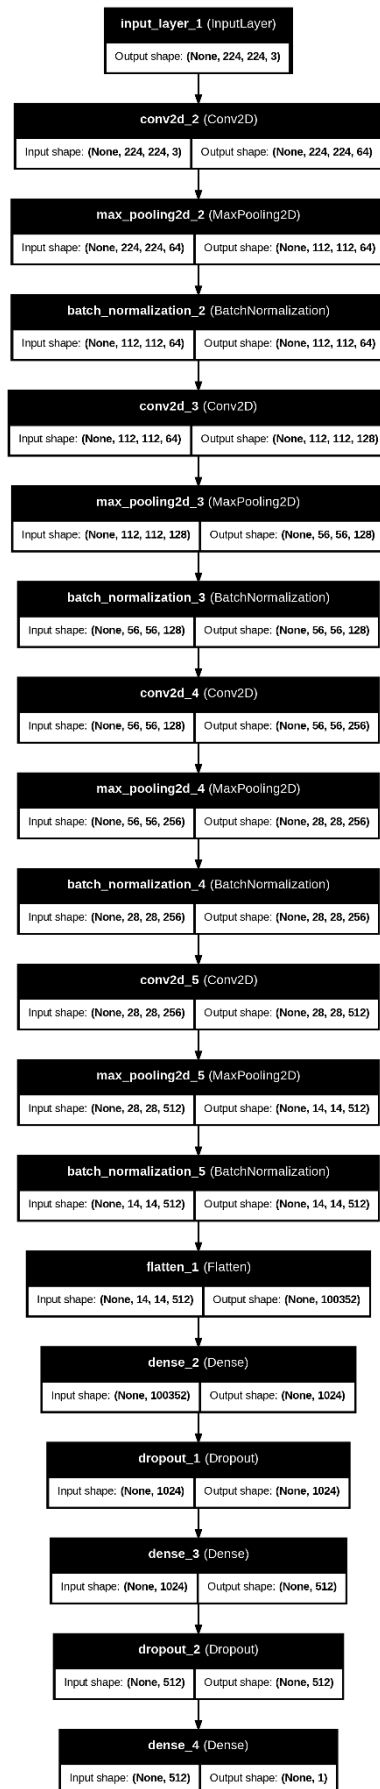 input_layer_1 (InputLayer)
Output shape: (None, 224, 224, 3)
conv2d_2 (Conv2D)
Input shape: (None, 224, 224, 3) Output shape: (None, 224, 224, 64)
max_pooling2d_2 (MaxPooling2D)
Input shape: (None, 224, 224, 64) Output shape: (None, 112, 112, 64)
batch_normalization_2 (BatchNormalization)
Input shape: (None, 112, 112, 64) Output shape: (None, 112, 112, 64)
conv2d_3 (Conv2D)
Input shape: (None, 112, 112, 64) Output shape: (None, 112, 112, 128)
max_pooling2d_3 (MaxPooling2D)
Input shape: (None, 112, 112, 128) Output shape: (None, 56, 56, 128)
batch_normalization_3 (BatchNormalization)
Input shape: (None, 56, 56, 128) Output shape: (None, 56, 56, 128)
conv2d_4 (Conv2D)
Input shape: (None, 56, 56, 128) Output shape: (None, 56, 56, 256)
max_pooling2d_4 (MaxPooling2D)
Input shape: (None, 56, 56, 256) Output shape: (None, 28, 28, 256)
batch_normalization_4 (BatchNormalization)
Input shape: (None, 28, 28, 256) Output shape: (None, 28, 28, 256)
conv2d_5 (Conv2D)
Input shape: (None, 28, 28, 256) Output shape: (None, 28, 28, 512)
max_pooling2d_5 (MaxPooling2D)
Input shape: (None, 28, 28, 512) Output shape: (None, 14, 14, 512)
batch_normalization_5 (BatchNormalization)
Input shape: (None, 14, 14, 512) Output shape: (None, 14, 14, 512)
flatten_1 (Flatten)
Input shape: (None, 14, 14, 512) Output shape: (None, 100352)
dense_2 (Dense)
Input shape: (None, 100352) Output shape: (None, 1024)
dropout_1 (Dropout)
Input shape: (None, 1024) Output shape: (None, 1024)
dense_3 (Dense)
Input shape: (None, 1024) Output shape: (None, 512)
dropout_2 (Dropout)
Input shape: (None, 512) Output shape: (None, 512)
dense_4 (Dense)
Input shape: (None, 512) Output shape: (None, 1)